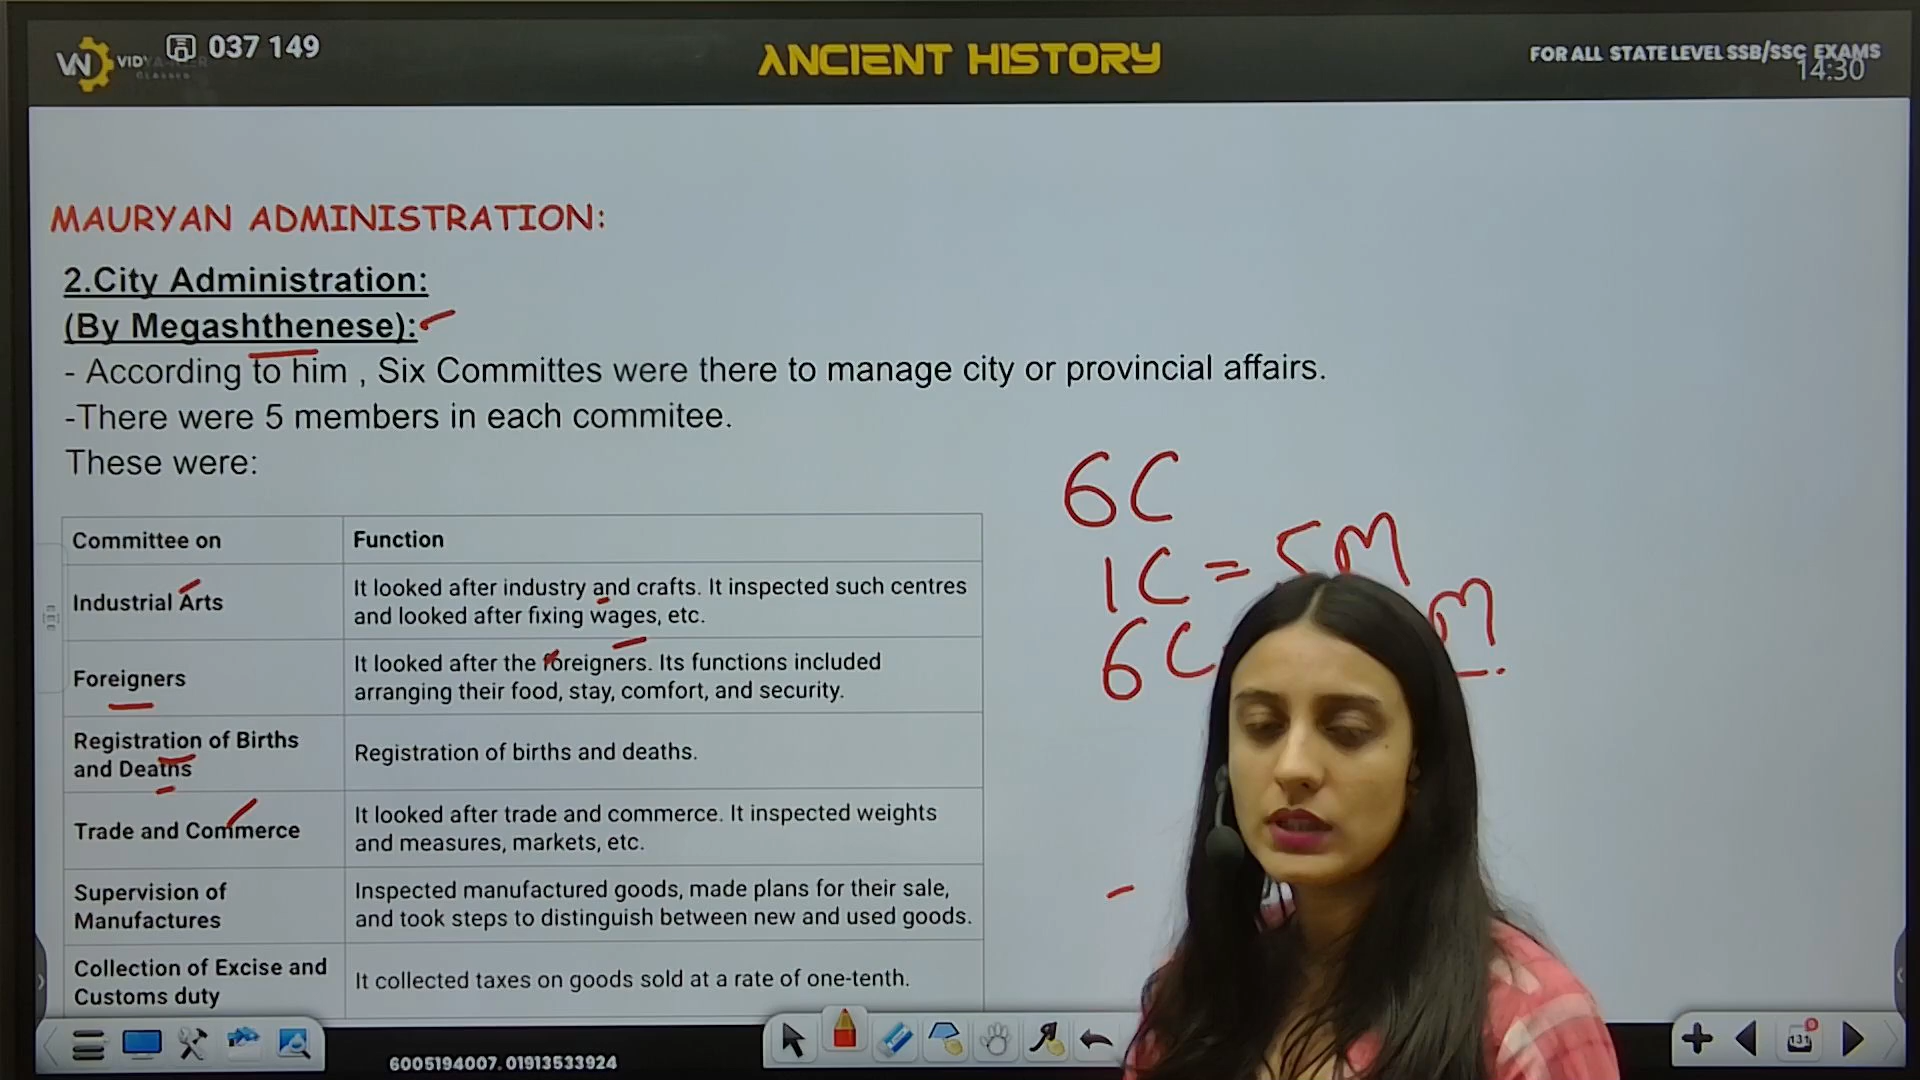 037 149
ANCIENT HISTORY
FOR ALL STATE LEVEL SSB/SSC EXAMS
14:30
MAURYAN ADMINISTRATION:
2.City Administration:
(By Megashthenese):
- According to him , Six Committes were there to manage city or provincial affairs.
-There were 5 members in each commitee.
These were:
Committee on Function
Industrial Arts It looked after industry and crafts. It inspected such centres
and looked after fixing wages, etc.
Foreigners It looked after the foreigners. Its functions included
arranging their food, stay, comfort, and security.
Registration of Births
and Deaths
Registration of births and deaths.
Trade and Commerce It looked after trade and commerce. It inspected weights
and measures, markets, etc.
Supervision of
Manufactures
Inspected manufactured goods, made plans for their sale,
and took steps to distinguish between new and used goods.
Collection of Excise and
Customs duty
It collected taxes on goods sold at a rate of one-tenth.
6C
1C = 5M
6C M
6005194007, 01913533924
131